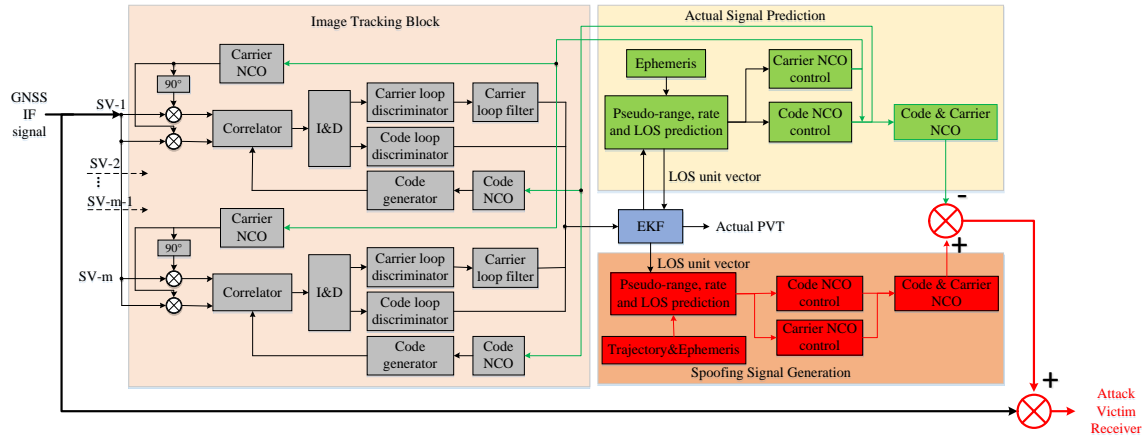 Image Tracking Block
Actual Signal Prediction
GNSS
IF
signal
SV-1
SV-2
SV-m-1
SV-m
Carrier
NCO
90°
Correlator
I&D
Carrier loop
discriminator
Carrier
loop filter
Code loop
discriminator
Code
generator
Code
NCO
Carrier
NCO
90°
Correlator
I&D
Carrier loop
discriminator
Carrier
loop filter
Code loop
discriminator
Code
generator
Code
NCO
Ephemeris
Pseudo-range, rate
and LOS prediction
Carrier NCO
control
Code NCO
control
Code & Carrier
NCO
LOS unit vector
EKF
Actual PVT
LOS unit vector
-
+
Pseudo-range, rate
and LOS prediction
Code NCO
control
Carrier NCO
control
Code & Carrier
NCO
Trajectory&Ephemeris
Spoofing Signal Generation
+
Attack
Victim
Receiver